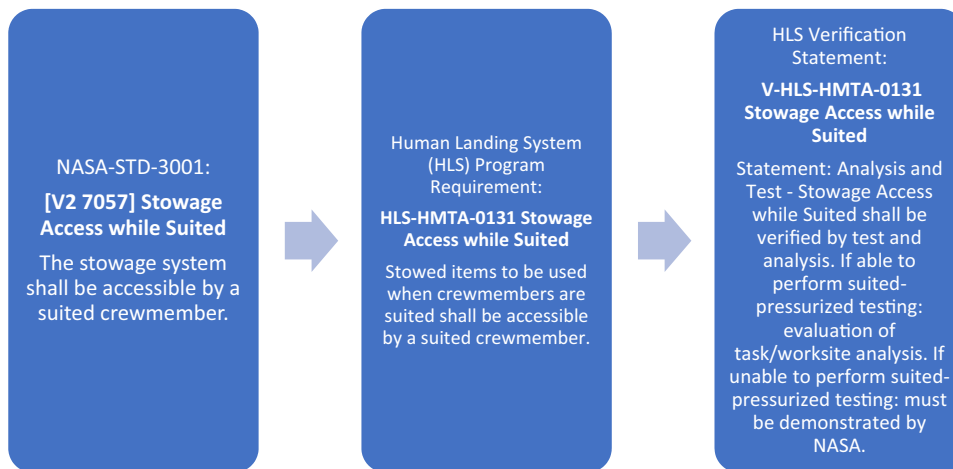 NASA-STD-3001:
[V2 7057] Stowage
Access while Suited
The stowage system
shall be accessible by a
suited crewmember.
Human Landing System
(HLS) Program
Requirement:
HLS-HMTA-0131 Stowage
Access while Suited
Stowed items to be used
when crewmembers are
suited shall be accessible
by a suited crewmember.
HLS Verification
Statement:
V-HLS-HMTA-0131
Stowage Access while
Suited
Statement: Analysis and
Test - Stowage Access
while Suited shall be
verified by test and
analysis. If able to
perform suited-
pressurized testing:
evaluation of
task/worksite analysis. If
unable to perform suited-
pressurized testing: must
be demonstrated by
NASA.